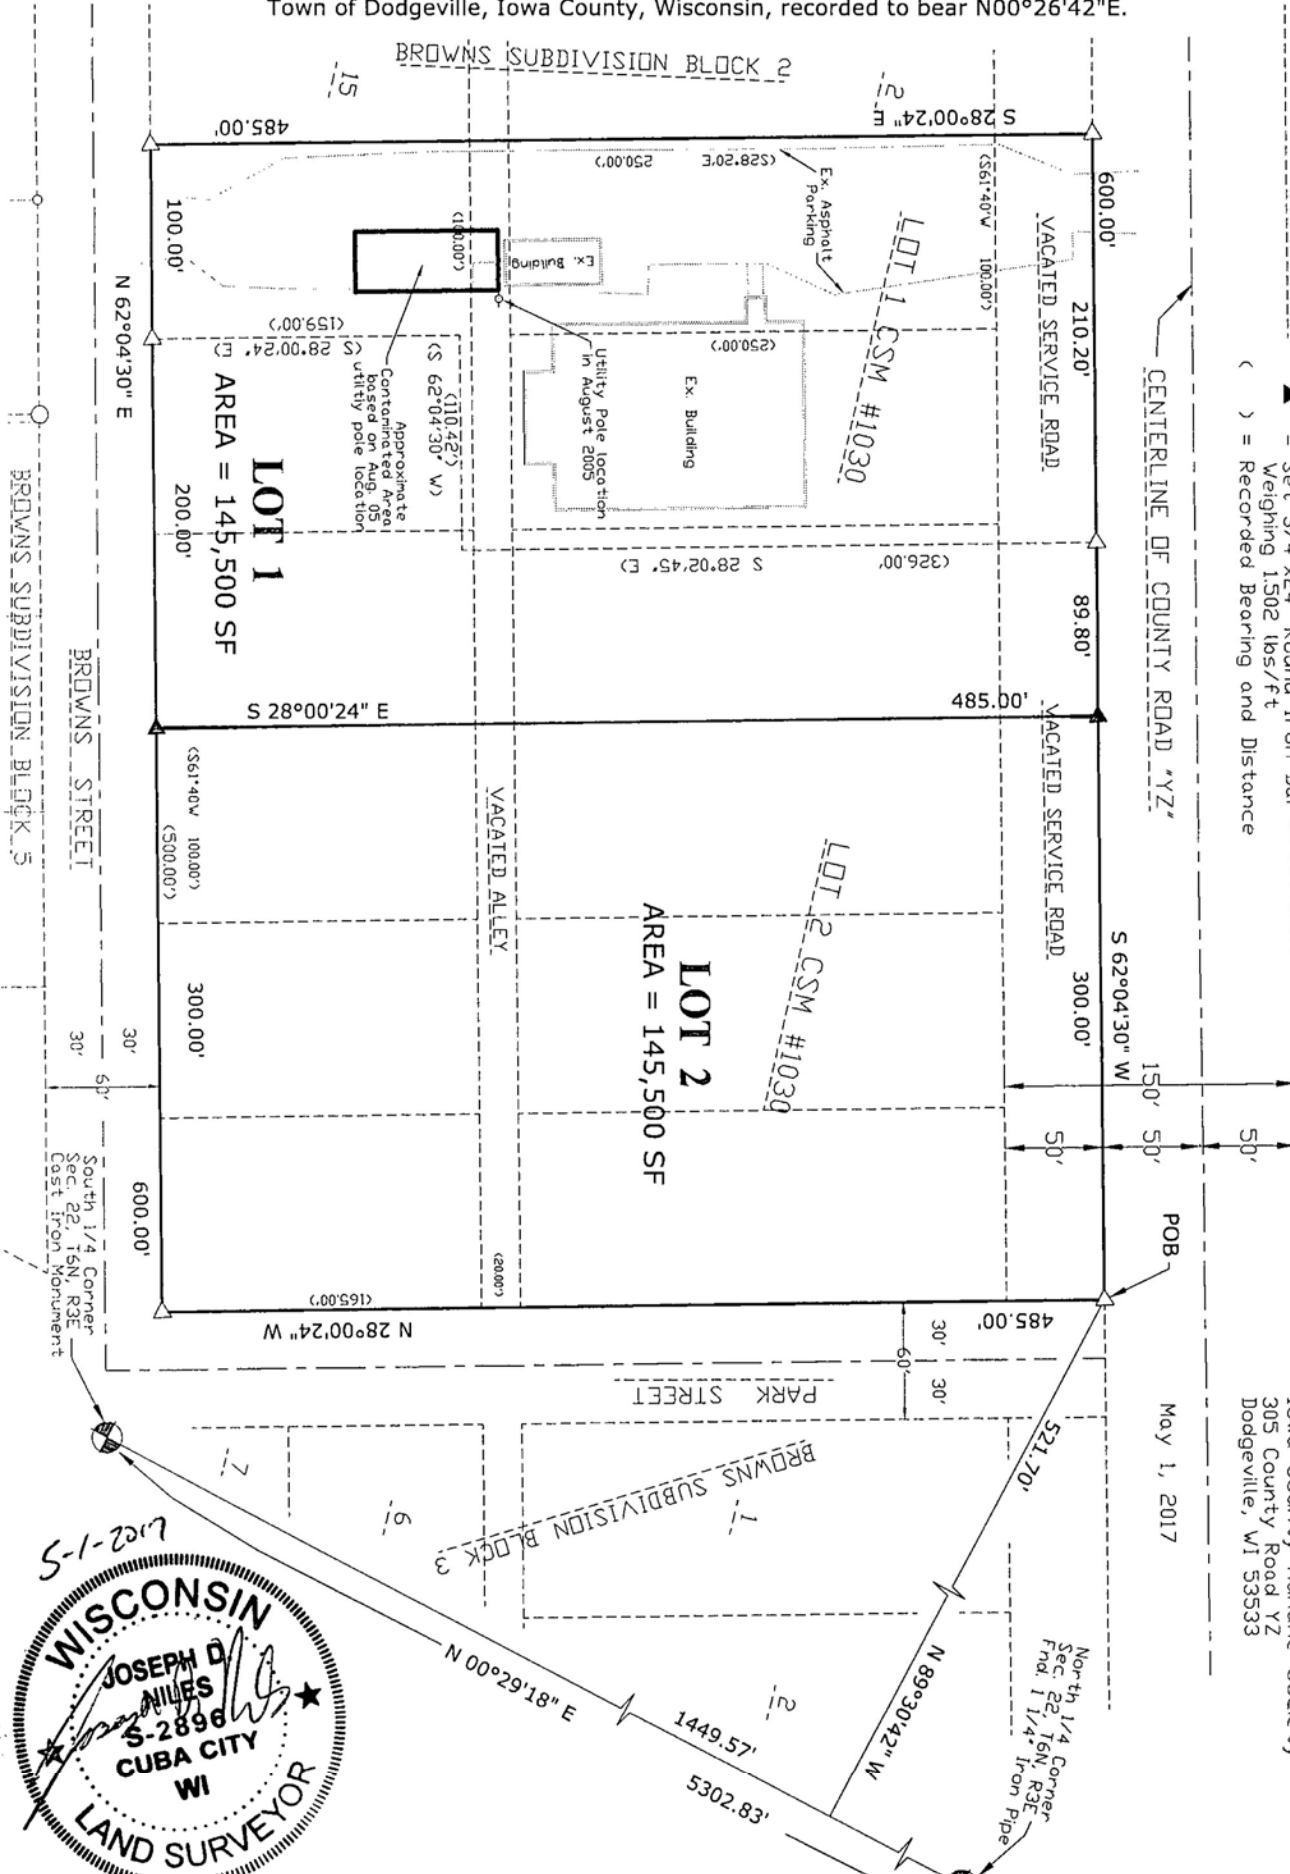 Town of Dodgeville, Iowa County, Wisconsin, recorded to bear N00°26'42"E.
Weighing 1.502 lbs/ft
( ) = Recorded Bearing and Distance
305 County Road YZ
Dodgeville, WI 53533
May 1, 2017
CENTERLINE OF COUNTY ROAD "YZ"
BROWNS SUBDIVISION BLOCK 2
15
2
485.00'
S 28°00'24" E
(S28°20'E
250.00')
Ex. Asphalt
Parking
(S61°40'W 100.00')
600.00'
VACATED SERVICE ROAD
210.20'
LOT 1 CSM #1030
100.00'
(100.00')
Ex. Building
N 62°04'30" E
(159.00')
(S 28°00'24" E)
(110.42')
(S 62°04'30" W)
Approximate
Contaminated Area
based on Aug. 05
utiltiy pole location
Utility Pole location
in August 2005
(250.00')
Ex. Building
LOT 1
AREA = 145,500 SF
200.00'
S 28°02'45" E)
(326.00'
89.80'
S 28°00'24" E
485.00'
VACATED SERVICE ROAD
BROWNS SUBDIVISION BLOCK 5
BROWNS STREET
(S61°40W 100.00')
(500.00')
VACATED ALLEY
LOT 2 CSM #1030
LOT 2
AREA = 145,500 SF
S 62°04'30" W
300.00'
300.00'
150'
50'
50'
50'
30'
30'
60'
600.00'
South 1/4 Corner
Sec. 22, T6N, R3E
Cast Iron Monument
(165.00')
(20.00')
N 28°00'24" W
485.00'
POB
30'
30'
60'
PARK STREET
BROWNS SUBDIVISION BLOCK 3
7
6
1
2
521.70'
N 89°30'42" W
North 1/4 Corner
Sec. 22, T6N, R3E
Fnd. 1 1/4" Iron Pipe
N 00°29'18" E
1449.57'
5302.83'
5-1-2017
WISCONSIN
JOSEPH D
NILES
S-2896
CUBA CITY
WI
LAND SURVEYOR